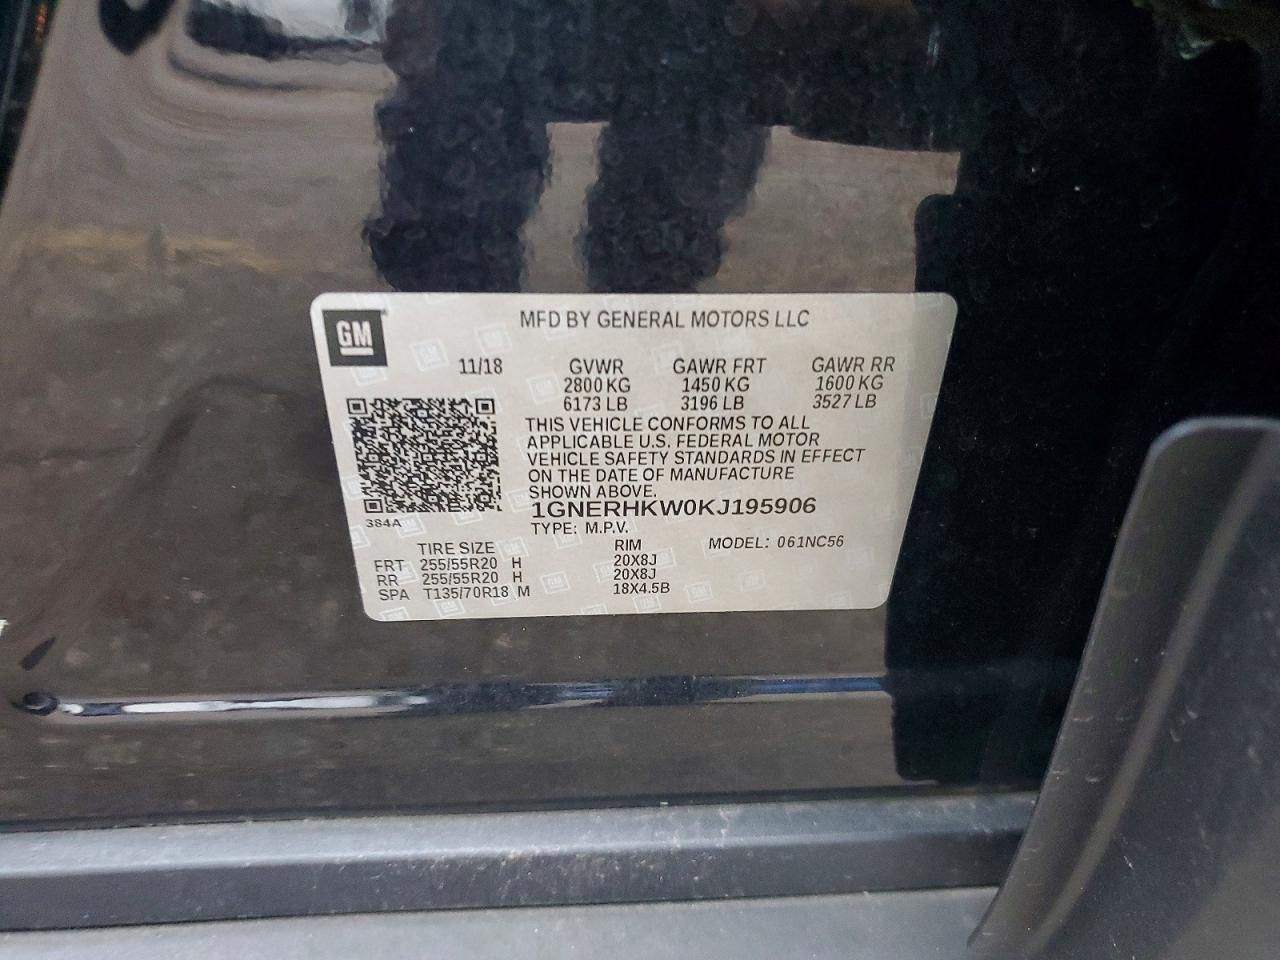 GM
MFD BY GENERAL MOTORS LLC
11/18 GVWR GAWR FRT GAWR RR
2800 KG 1450 KG 1600 KG
6173 LB 3196 LB 3527 LB
THIS VEHICLE CONFORMS TO ALL
APPLICABLE U.S. FEDERAL MOTOR
VEHICLE SAFETY STANDARDS IN EFFECT
ON THE DATE OF MANUFACTURE
SHOWN ABOVE.
1GNERHKW0KJ195906
384A
TYPE: M.P.V.
TIRE SIZE RIM MODEL: 061NC56
FRT 255/55R20 H 20X8J
RR 255/55R20 H 20X8J
SPA T135/70R18 M 18X4.5B